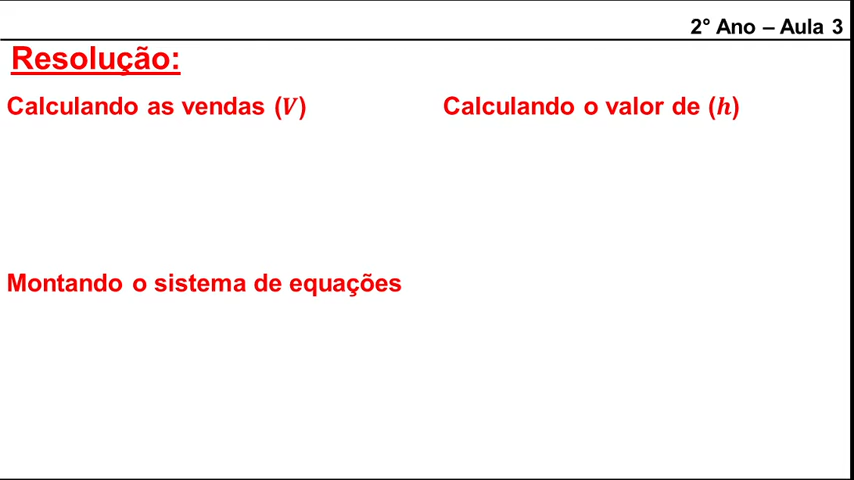 2° Ano – Aula 3
Resolução:
Calculando as vendas (V)
Calculando o valor de (h)
Montando o sistema de equações